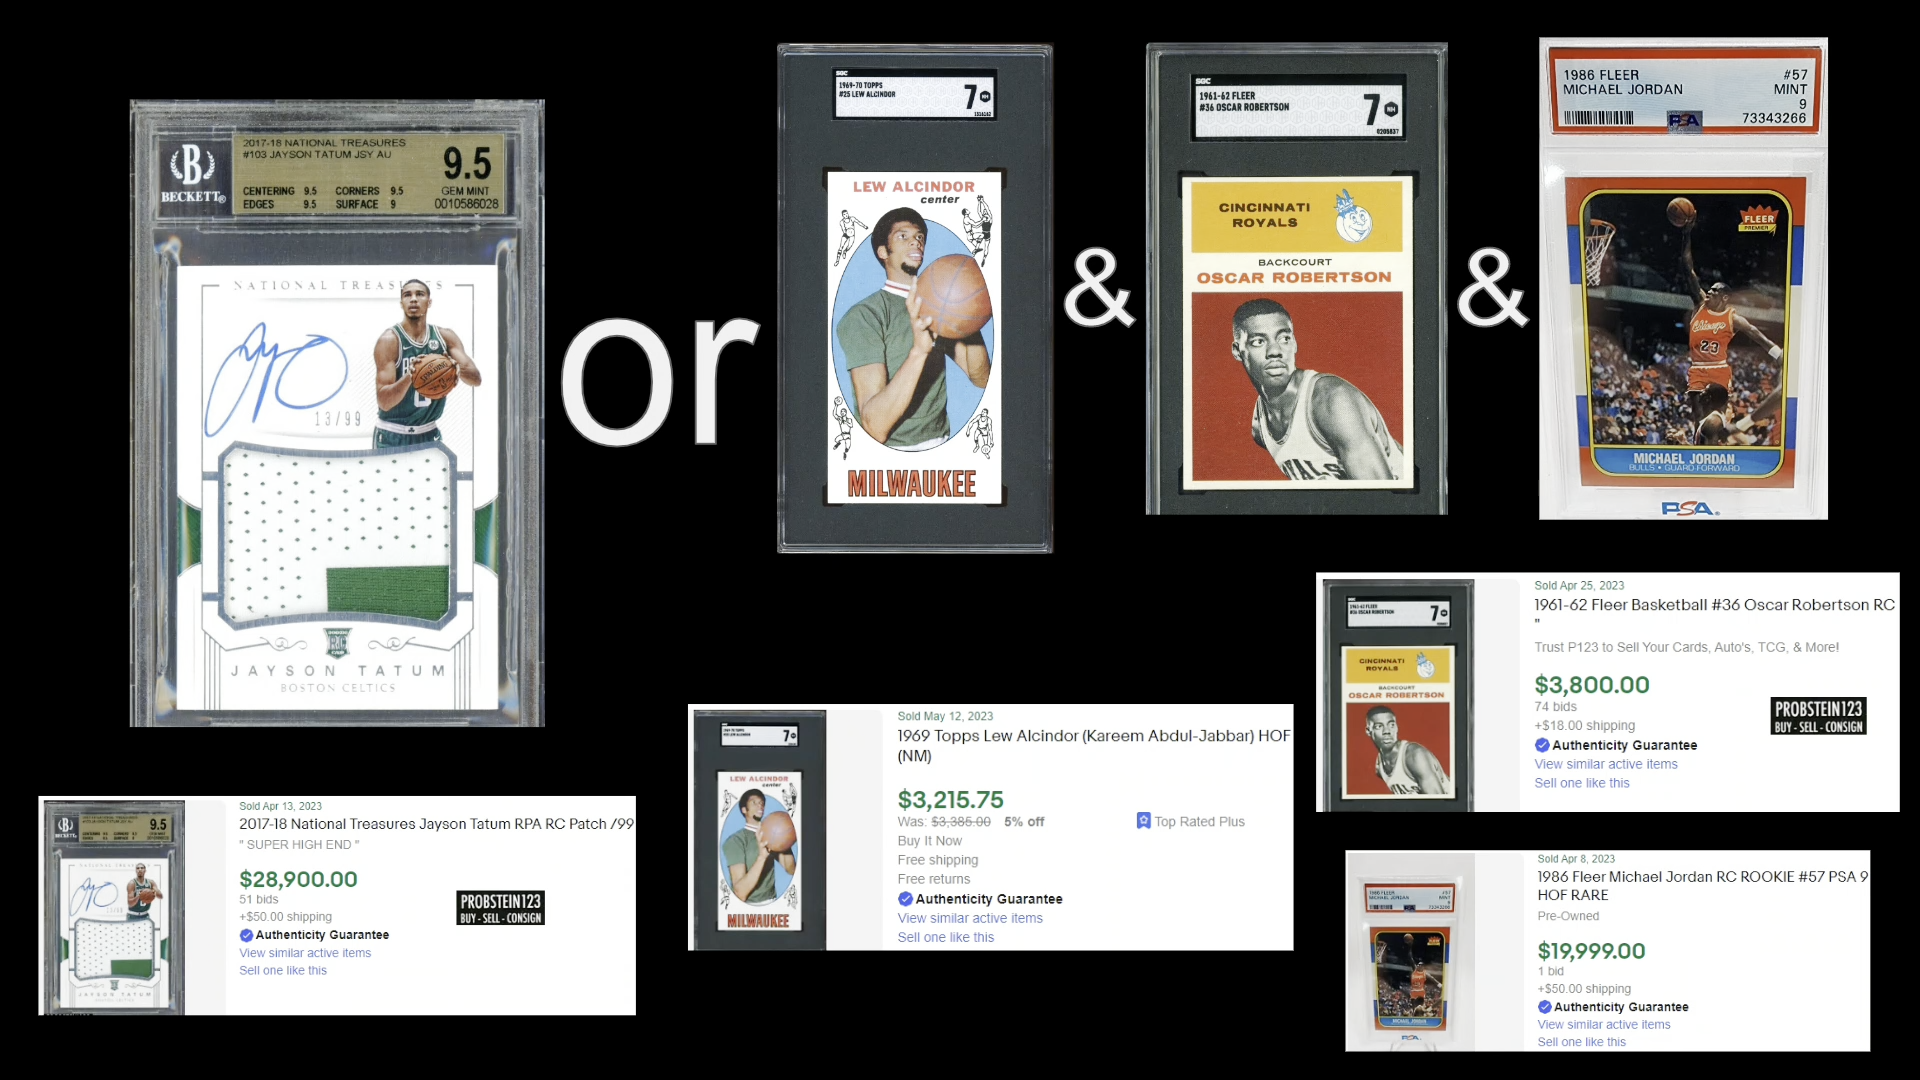 BECKETT®
2017-18 NATIONAL TREASURES
#103 JAYSON TATUM JSY AU
CENTERING 9.5 CORNERS 9.5
EDGES 9.5 SURFACE 9
9.5
GEM MINT
0010586028
NATIONAL TREASURES
13/99
RC
JAYSON TATUM
BOSTON CELTICS
or
SGC
1969-70 TOPPS
#25 LEW ALCINDOR
7 NM
LEW ALCINDOR
center
MILWAUKEE
&
SGC
1961-62 FLEER
#36 OSCAR ROBERTSON
7 NM
CINCINNATI
ROYALS
BACKCOURT
OSCAR ROBERTSON
&
1986 FLEER #57
MICHAEL JORDAN MINT
9
PSA 73343266
FLEER
PREMIER
Chicago
23
MICHAEL JORDAN
BULLS • GUARD-FORWARD
PSA®
Sold Apr 13, 2023
2017-18 National Treasures Jayson Tatum RPA RC Patch /99
" SUPER HIGH END "
$28,900.00
51 bids
+$50.00 shipping
Authenticity Guarantee
View similar active items
Sell one like this
PROBSTEIN123
BUY - SELL - CONSIGN
Sold May 12, 2023
1969 Topps Lew Alcindor (Kareem Abdul-Jabbar) HOF
(NM)
$3,215.75
Was: $3,385.00 5% off
Buy It Now
Free shipping
Free returns
Authenticity Guarantee
View similar active items
Sell one like this
Top Rated Plus
Sold Apr 25, 2023
1961-62 Fleer Basketball #36 Oscar Robertson RC
"
Trust P123 to Sell Your Cards, Auto's, TCG, & More!
$3,800.00
74 bids
+$18.00 shipping
Authenticity Guarantee
View similar active items
Sell one like this
PROBSTEIN123
BUY - SELL - CONSIGN
Sold Apr 8, 2023
1986 Fleer Michael Jordan RC ROOKIE #57 PSA 9
HOF RARE
Pre-Owned
$19,999.00
1 bid
+$50.00 shipping
Authenticity Guarantee
View similar active items
Sell one like this